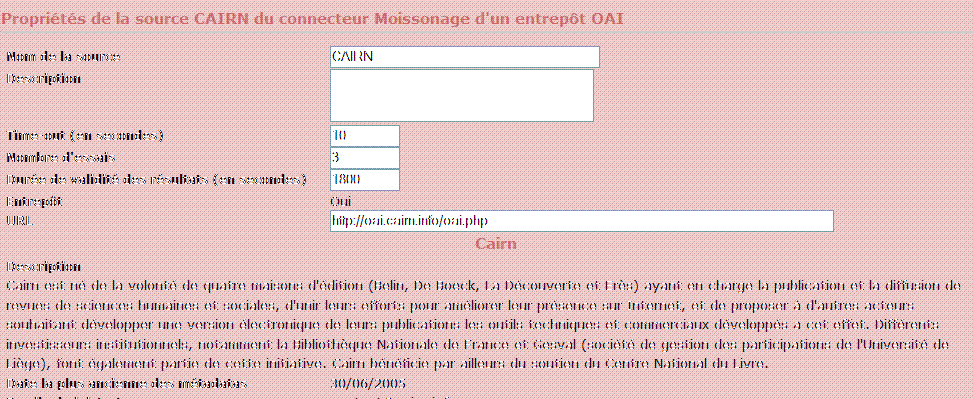 Propriétés de la source CAIRN du connecteur Moissonage d'un entrepôt OAI
Nom de la source CAIRN
Description
Time-out (en secondes) 10
Nombre d'essais 3
Durée de validité des résultats (en secondes) 1800
Entrepôt Oui
URL http://oai.cairn.info/oai.php
Cairn
Description
Cairn est né de la volonté de quatre maisons d'édition (Belin, De Boeck, La Découverte et Erès) ayant en charge la publication et la diffusion de
revues de sciences humaines et sociales, d'unir leurs efforts pour améliorer leur présence sur Internet, et de proposer à d'autres acteurs
souhaitant développer une version électronique de leurs publications les outils techniques et commerciaux développés a cet effet. Différents
investisseurs institutionnels, notamment la Bibliothèque Nationale de France et Gesval (société de gestion des participations de l'Université de
Liège), font également partie de cette initiative. Cairn bénéficie par ailleurs du soutien du Centre National du Livre.
Date la plus ancienne des métadatas 30/06/2005